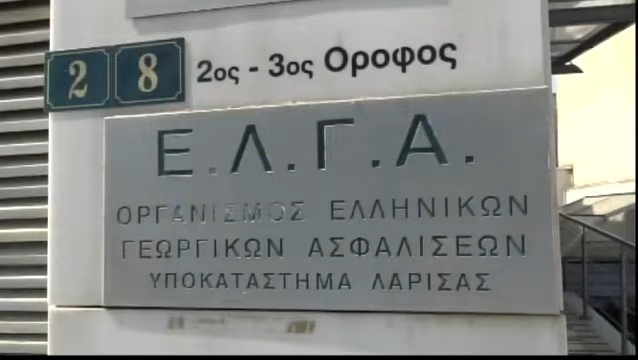 28 2ος - 3ος Οροφος
Ε.Λ.Γ.Α.
ΟΡΓΑΝΙΣΜΟΣ ΕΛΛΗΝΙΚΩΝ
ΓΕΩΡΓΙΚΩΝ ΑΣΦΑΛΙΣΕΩΝ
ΥΠΟΚΑΤΑΣΤΗΜΑ ΛΑΡΙΣΑΣ